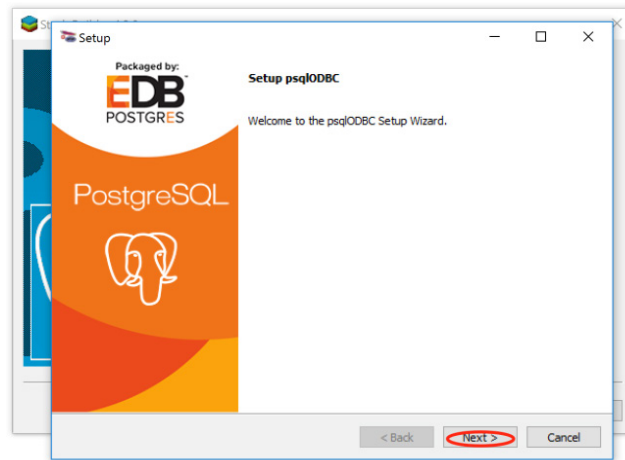 Setup
Packaged by:
EDB
POSTGRES
Setup psqlODBC
Welcome to the psqlODBC Setup Wizard.
PostgreSQL
< Back
Next >
Cancel